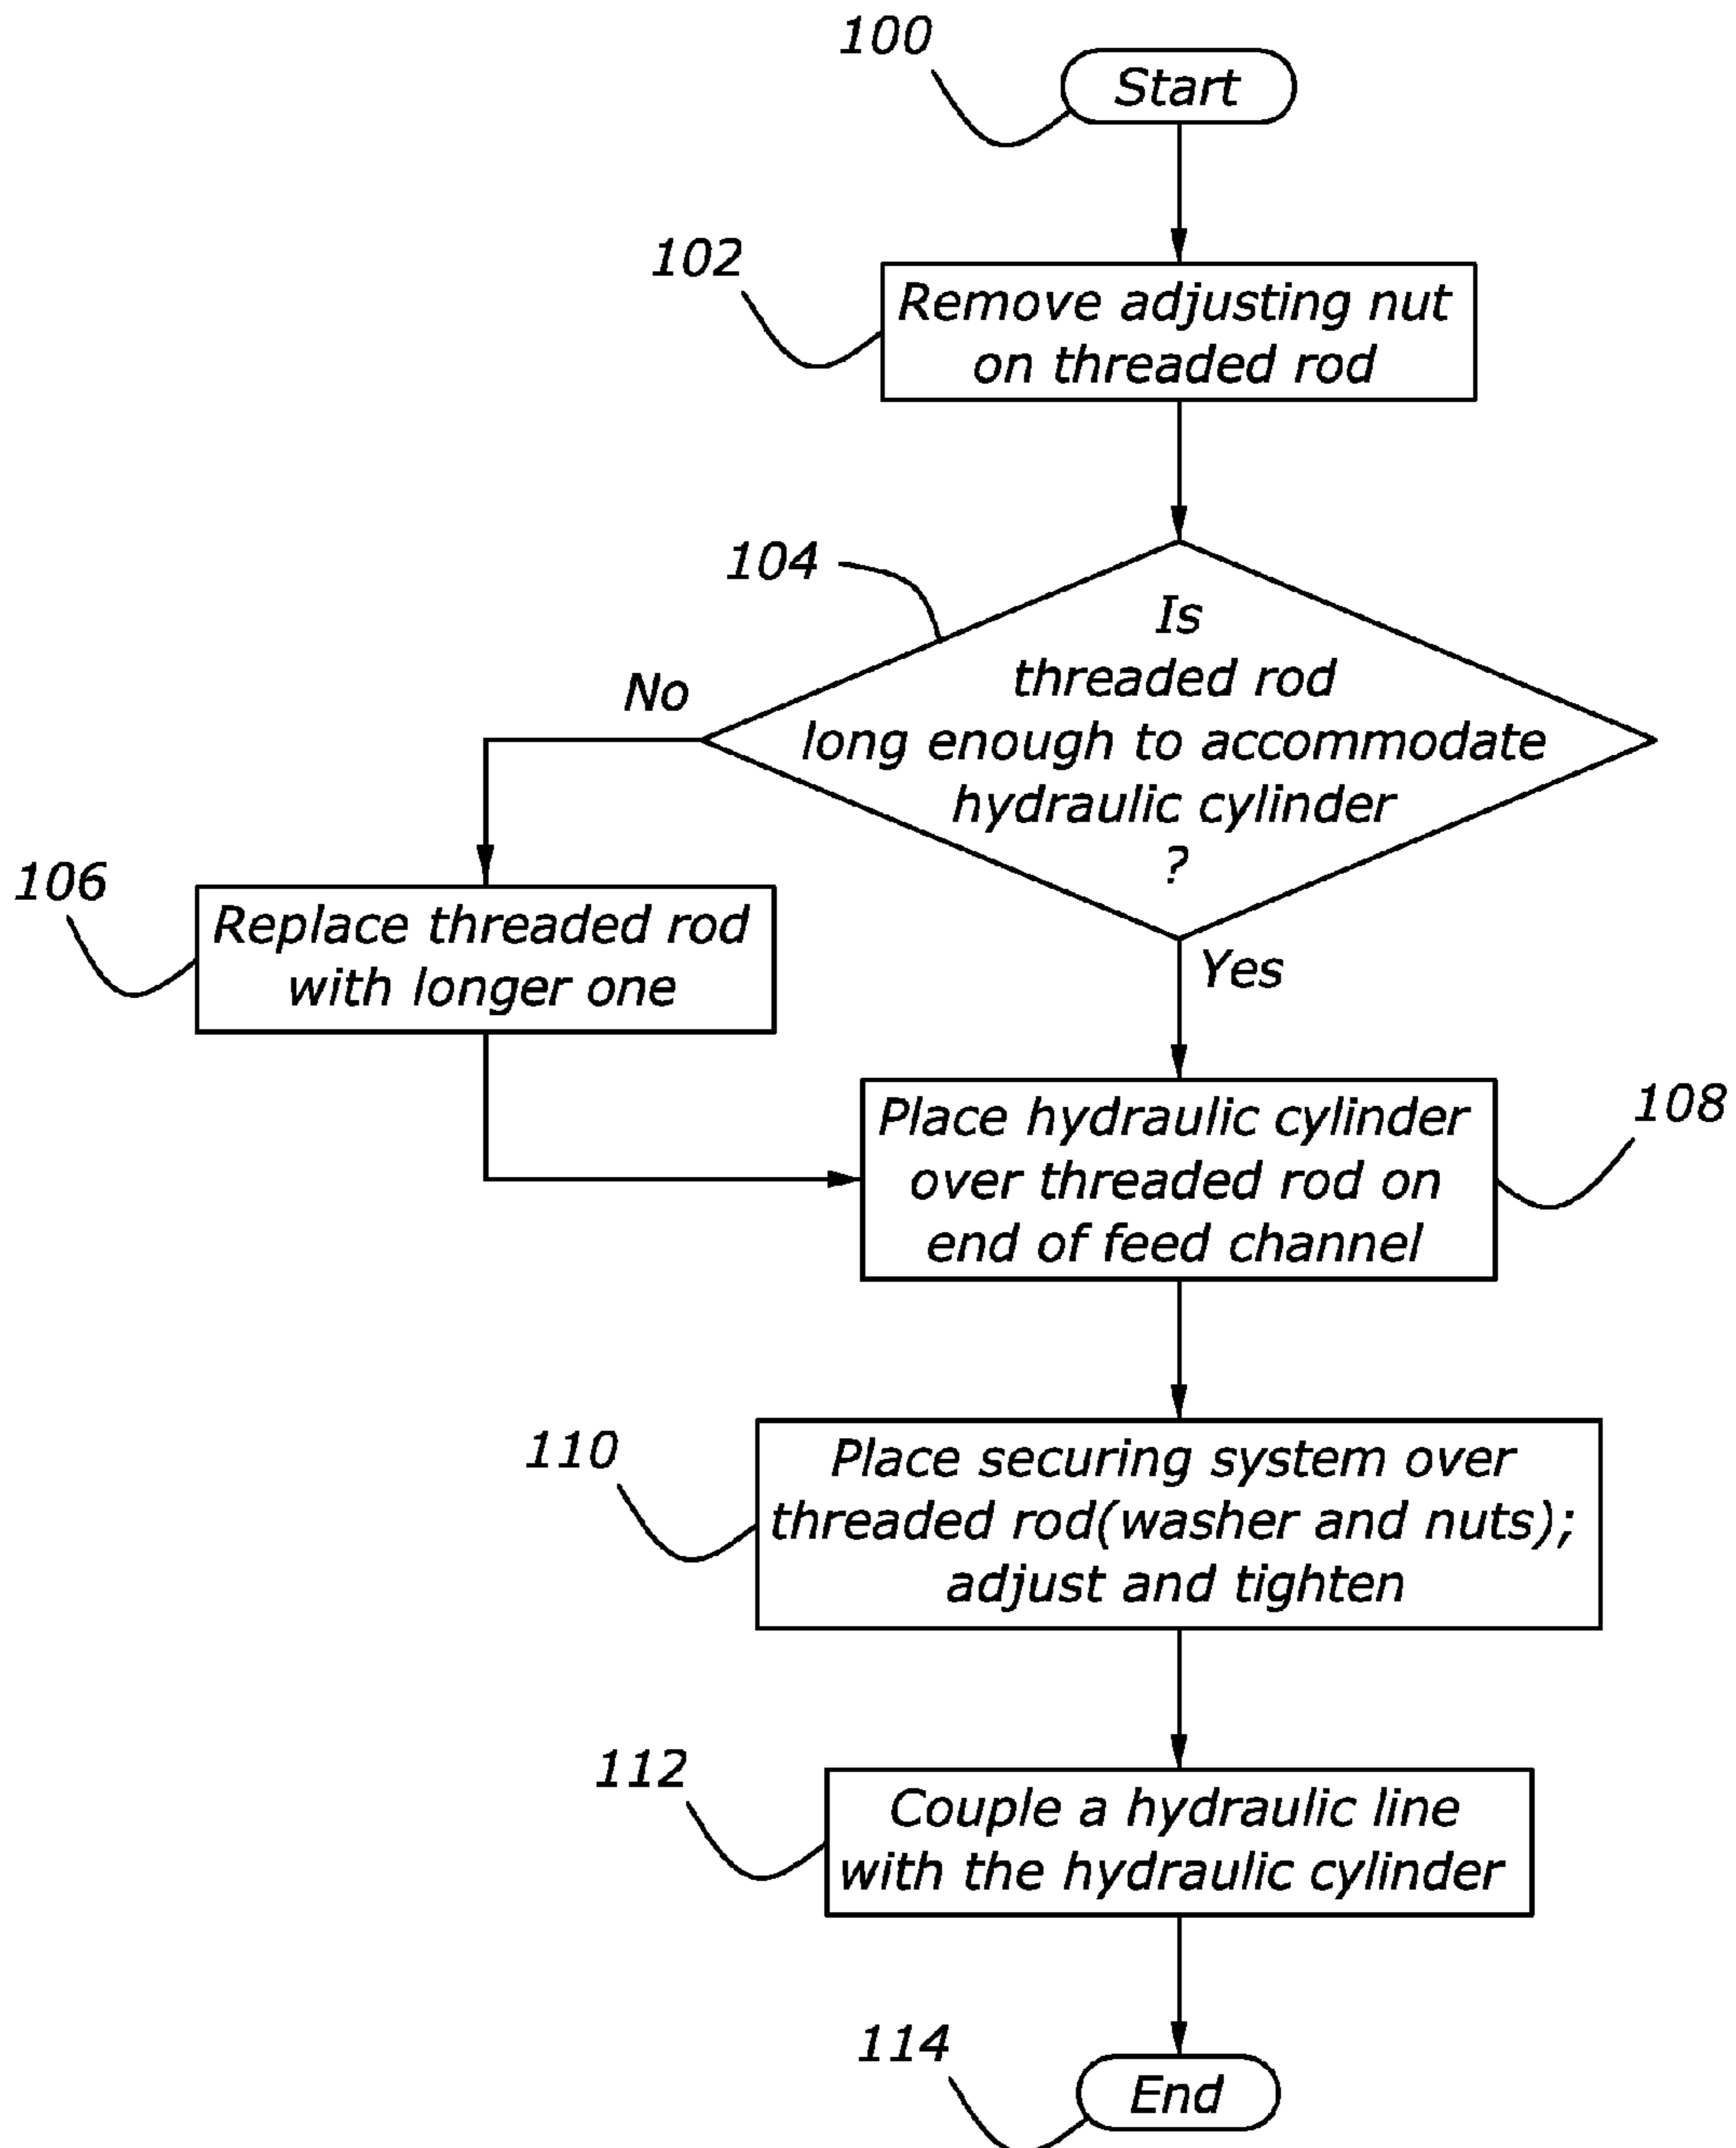 100
Start
102
Remove adjusting nut
on threaded rod
104
Is
threaded rod
long enough to accommodate
hydraulic cylinder
?
No
Yes
106
Replace threaded rod
with longer one
108
Place hydraulic cylinder
over threaded rod on
end of feed channel
110
Place securing system over
threaded rod(washer and nuts);
adjust and tighten
112
Couple a hydraulic line
with the hydraulic cylinder
114
End